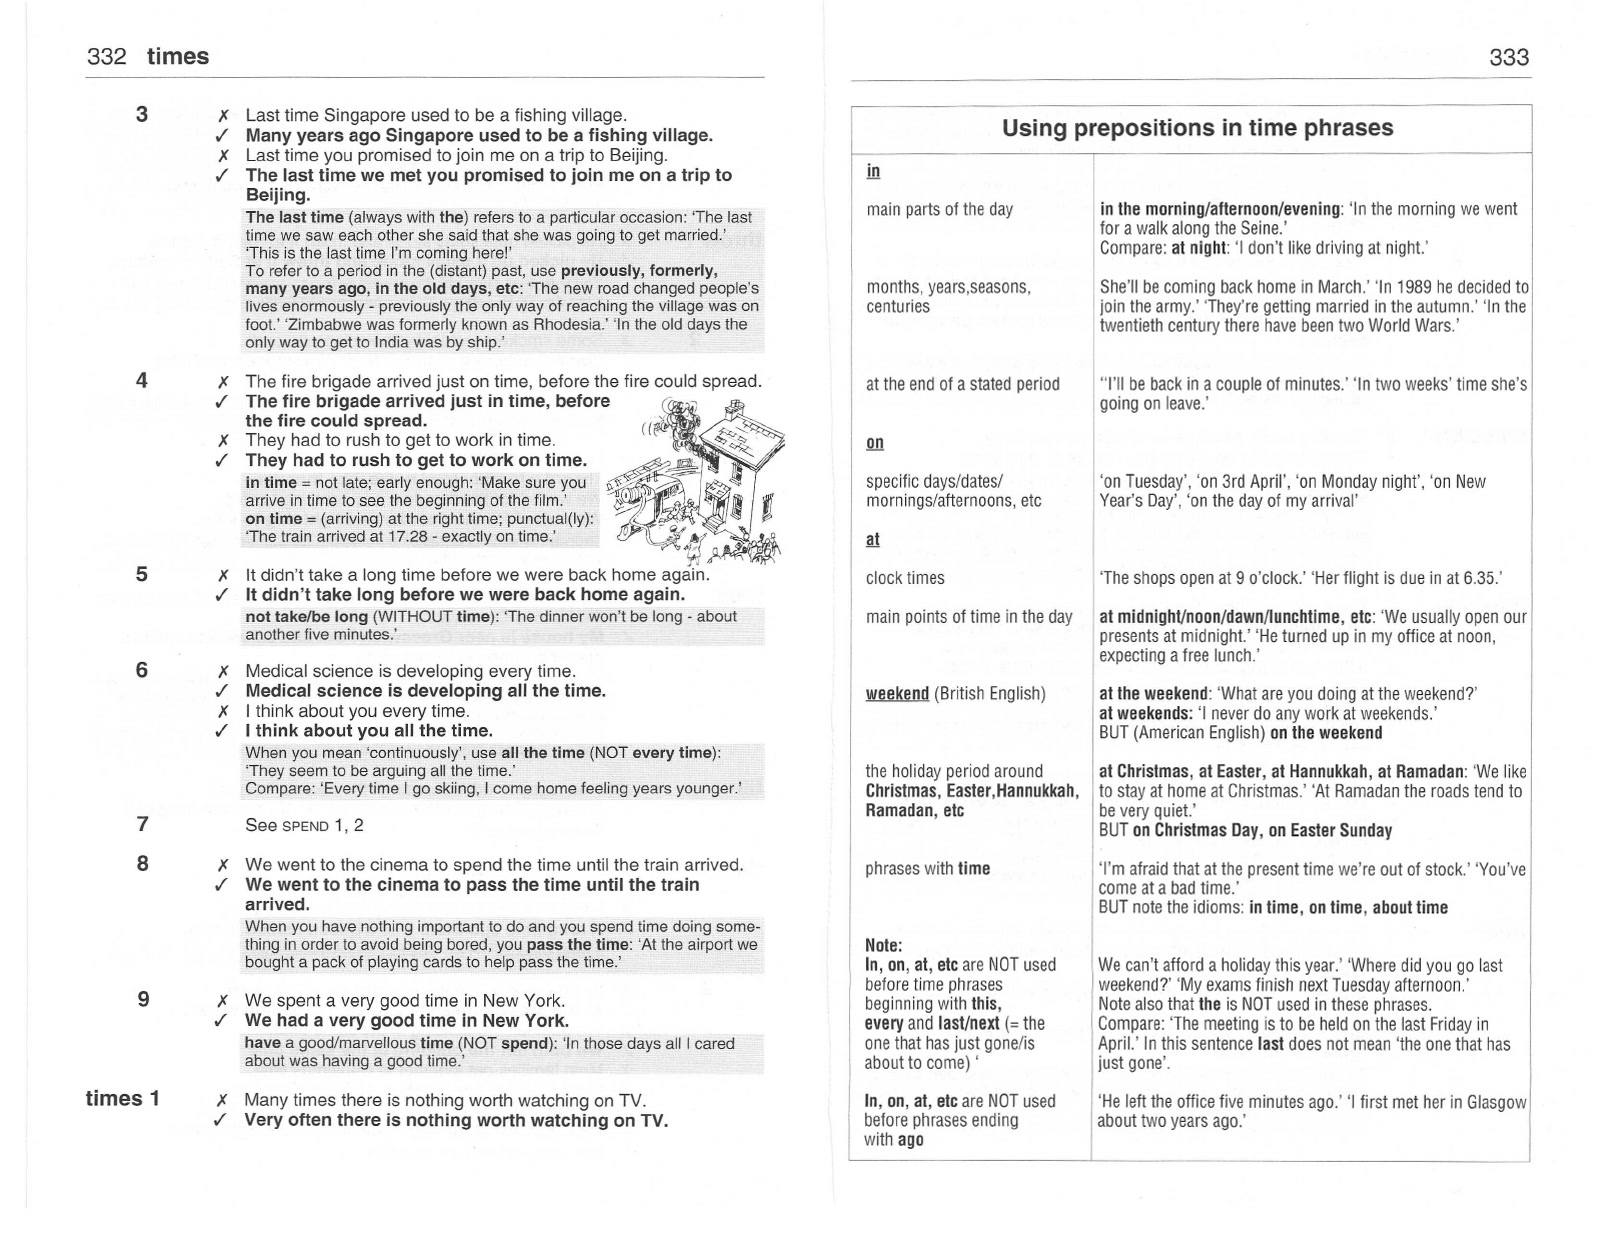 332 times
3 ✗ Last time Singapore used to be a fishing village.
✓ Many years ago Singapore used to be a fishing village.
✗ Last time you promised to join me on a trip to Beijing.
✓ The last time we met you promised to join me on a trip to
Beijing.
The last time (always with the) refers to a particular occasion: ‘The last
time we saw each other she said that she was going to get married.’
‘This is the last time I'm coming here!’
To refer to a period in the (distant) past, use previously, formerly,
many years ago, in the old days, etc: ‘The new road changed people's
lives enormously - previously the only way of reaching the village was on
foot.’ ‘Zimbabwe was formerly known as Rhodesia.’ ‘In the old days the
only way to get to India was by ship.’
4 ✗ The fire brigade arrived just on time, before the fire could spread.
✓ The fire brigade arrived just in time, before
the fire could spread.
✗ They had to rush to get to work in time.
✓ They had to rush to get to work on time.
in time = not late; early enough: ‘Make sure you
arrive in time to see the beginning of the film.’
on time = (arriving) at the right time; punctual(ly):
‘The train arrived at 17.28 - exactly on time.’
5 ✗ It didn't take a long time before we were back home again.
✓ It didn't take long before we were back home again.
not take/be long (WITHOUT time): ‘The dinner won't be long - about
another five minutes.’
6 ✗ Medical science is developing every time.
✓ Medical science is developing all the time.
✗ I think about you every time.
✓ I think about you all the time.
When you mean ‘continuously’, use all the time (NOT every time):
‘They seem to be arguing all the time.’
Compare: ‘Every time I go skiing, I come home feeling years younger.’
7 See SPEND 1, 2
8 ✗ We went to the cinema to spend the time until the train arrived.
✓ We went to the cinema to pass the time until the train
arrived.
When you have nothing important to do and you spend time doing some-
thing in order to avoid being bored, you pass the time: ‘At the airport we
bought a pack of playing cards to help pass the time.’
9 ✗ We spent a very good time in New York.
✓ We had a very good time in New York.
have a good/marvellous time (NOT spend): ‘In those days all I cared
about was having a good time.’
times 1 ✗ Many times there is nothing worth watching on TV.
✓ Very often there is nothing worth watching on TV.
333
Using prepositions in time phrases
in
main parts of the day
in the morning/afternoon/evening: ‘In the morning we went
for a walk along the Seine.’
Compare: at night: ‘I don't like driving at night.’
months, years,seasons,
centuries
She'll be coming back home in March.’ ‘In 1989 he decided to
join the army.’ ‘They're getting married in the autumn.’ ‘In the
twentieth century there have been two World Wars.’
at the end of a stated period
“I'll be back in a couple of minutes.’ ‘In two weeks’ time she's
going on leave.’
on
specific days/dates/
mornings/afternoons, etc
‘on Tuesday’, ‘on 3rd April’, ‘on Monday night’, ‘on New
Year's Day’, ‘on the day of my arrival’
at
clock times
‘The shops open at 9 o'clock.’ ‘Her flight is due in at 6.35.’
main points of time in the day
at midnight/noon/dawn/lunchtime, etc: ‘We usually open our
presents at midnight.’ ‘He turned up in my office at noon,
expecting a free lunch.’
weekend (British English)
at the weekend: ‘What are you doing at the weekend?’
at weekends: ‘I never do any work at weekends.’
BUT (American English) on the weekend
the holiday period around
Christmas, Easter,Hannukkah,
Ramadan, etc
at Christmas, at Easter, at Hannukkah, at Ramadan: ‘We like
to stay at home at Christmas.’ ‘At Ramadan the roads tend to
be very quiet.’
BUT on Christmas Day, on Easter Sunday
phrases with time
‘I'm afraid that at the present time we're out of stock.’ ‘You've
come at a bad time.’
BUT note the idioms: in time, on time, about time
Note:
In, on, at, etc are NOT used
before time phrases
beginning with this,
every and last/next (= the
one that has just gone/is
about to come) ‘
We can't afford a holiday this year.’ ‘Where did you go last
weekend?’ ‘My exams finish next Tuesday afternoon.’
Note also that the is NOT used in these phrases.
Compare: ‘The meeting is to be held on the last Friday in
April.’ In this sentence last does not mean ‘the one that has
just gone’.
In, on, at, etc are NOT used
before phrases ending
with ago
‘He left the office five minutes ago.’ ‘I first met her in Glasgow
about two years ago.’